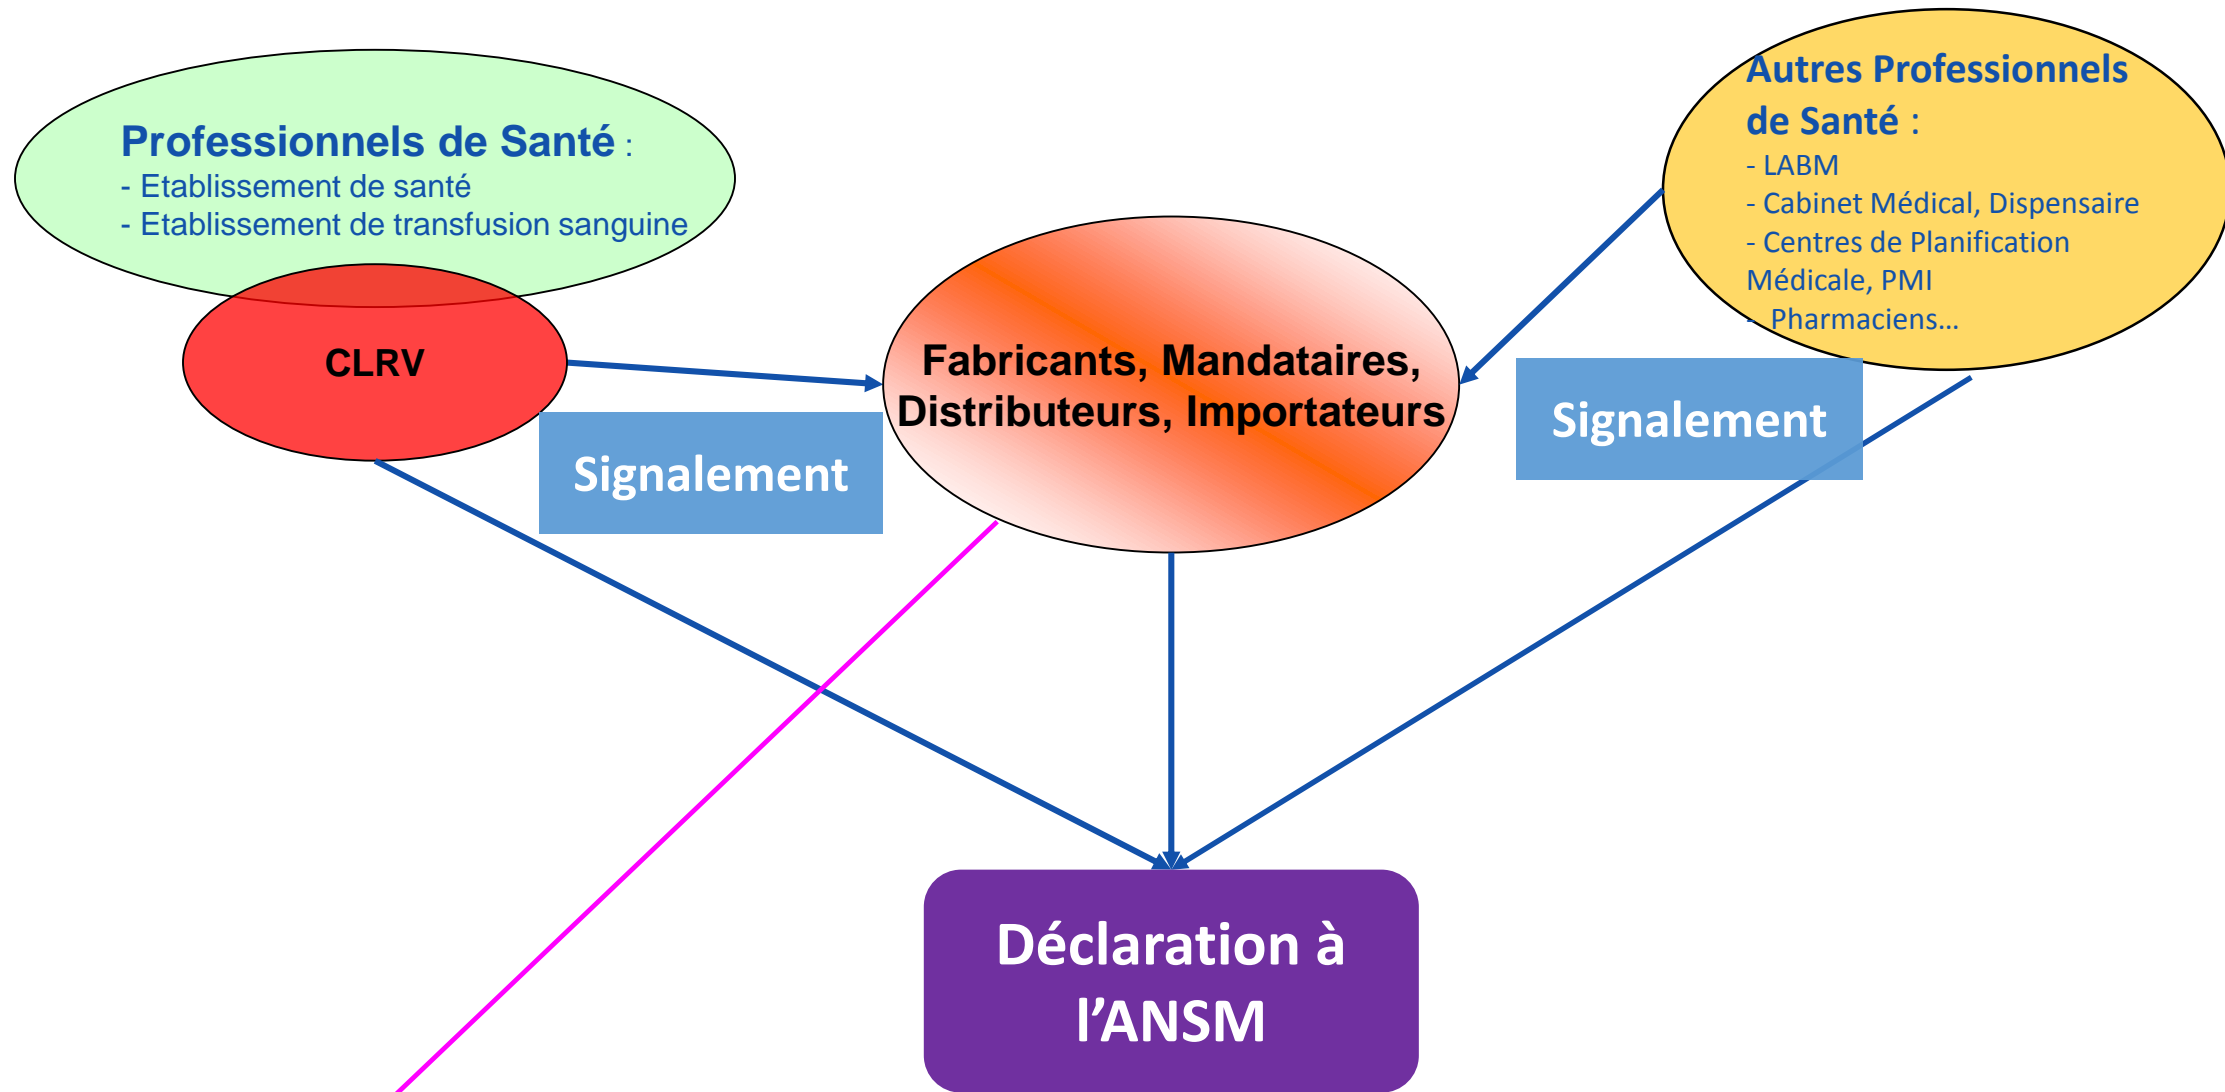 Professionnels de Santé :
- Etablissement de santé
- Etablissement de transfusion sanguine
CLRV
Signalement
Fabricants, Mandataires,
Distributeurs, Importateurs
Autres Professionnels
de Santé :
- LABM
- Cabinet Médical, Dispensaire
- Centres de Planification
Médicale, PMI
- Pharmaciens...
Signalement
Déclaration à
l’ANSM